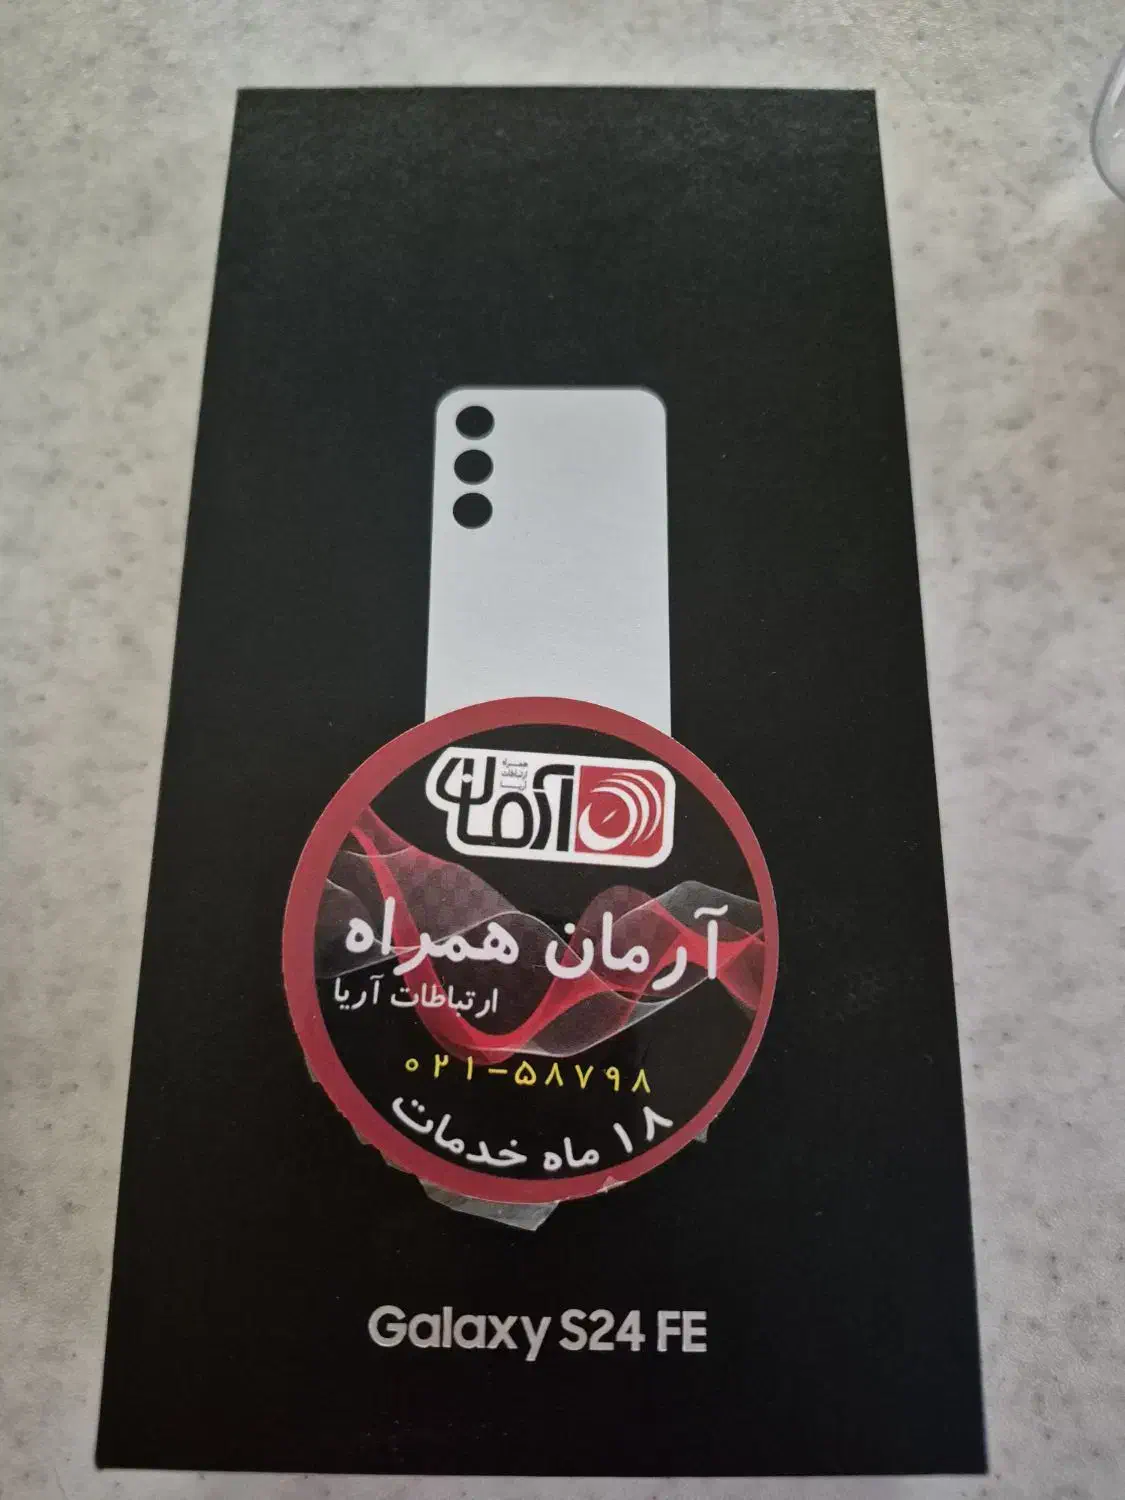 همراه
ارتباطات
آریا
آرمان
آرمان همراه
ارتباطات آریا
۰۲۱-۵۸۷۹۸
۱۸ ماه خدمات
Galaxy S24 FE